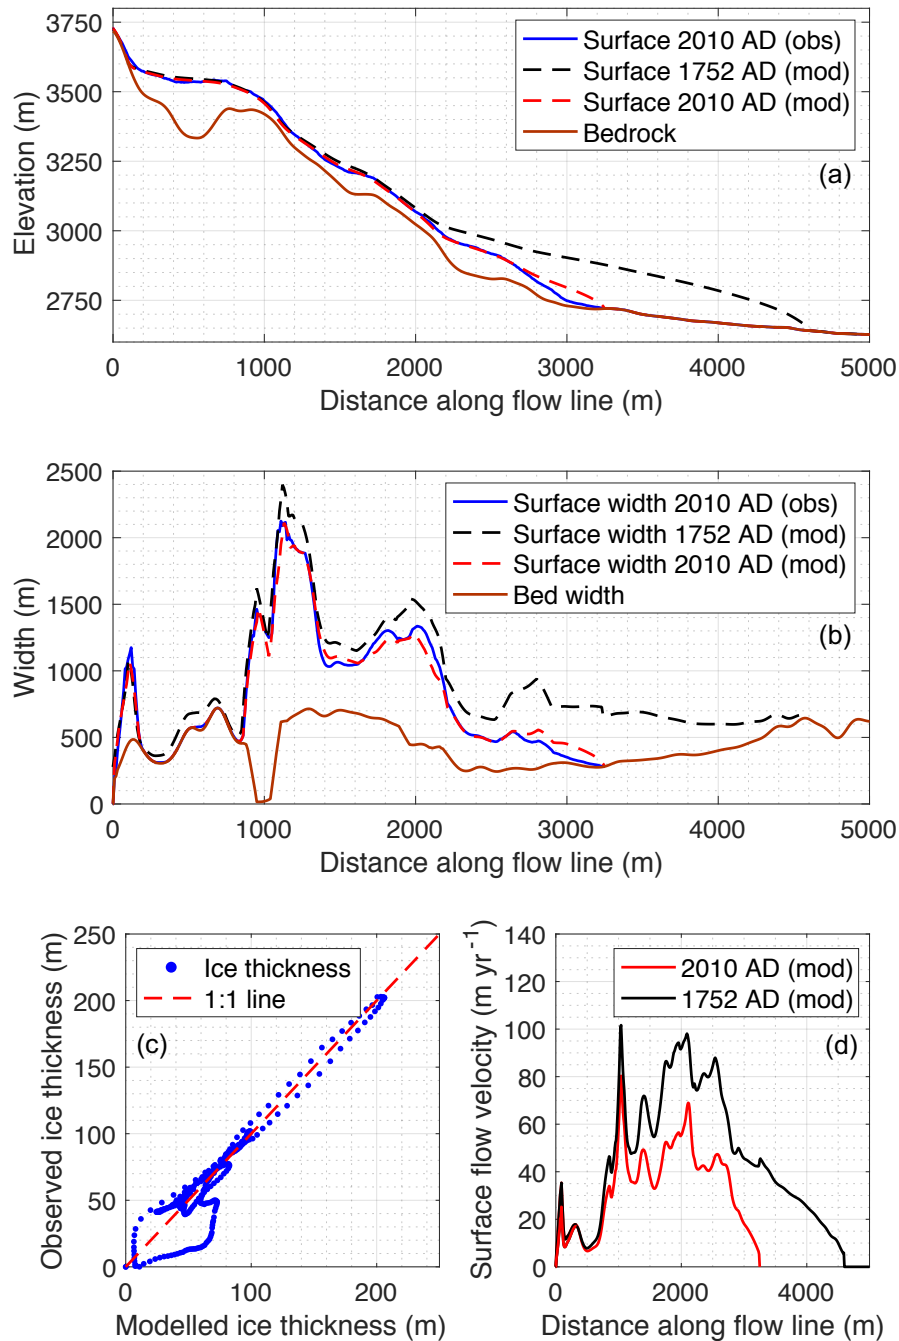 3750
3500
3250
3000
2750
Elevation (m)
Surface 2010 AD (obs)
Surface 1752 AD (mod)
Surface 2010 AD (mod)
Bedrock
(a)
0 1000 2000 3000 4000 5000
Distance along flow line (m)
2500
2000
1500
1000
500
0
Width (m)
Surface width 2010 AD (obs)
Surface width 1752 AD (mod)
Surface width 2010 AD (mod)
Bed width
(b)
0 1000 2000 3000 4000 5000
Distance along flow line (m)
250
200
150
100
50
0
Observed ice thickness (m)
Ice thickness
1:1 line
(c)
0 100 200
Modelled ice thickness (m)
140
120
100
80
60
40
20
0
Surface flow velocity (m yr⁻¹)
2010 AD (mod)
1752 AD (mod)
(d)
0 2000 4000
Distance along flow line (m)